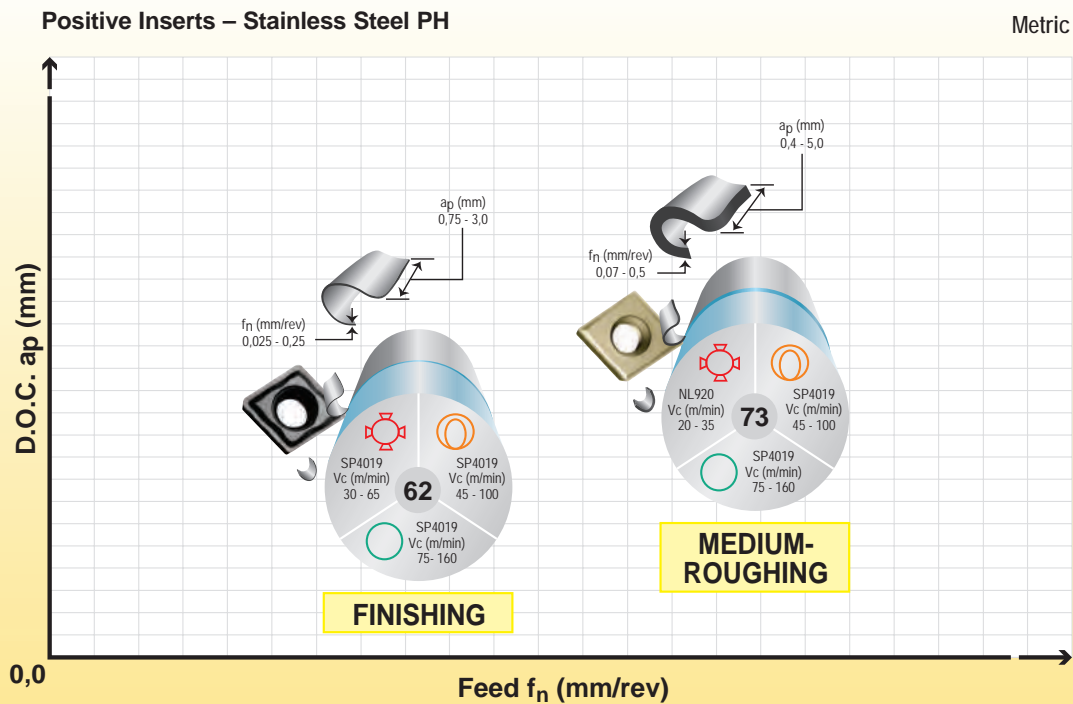 Positive Inserts – Stainless Steel PH
Metric
D.O.C. ap (mm)
ap (mm)
0,4 - 5,0
fn (mm/rev)
0,07 - 0,5
ap (mm)
0,75 - 3,0
fn (mm/rev)
0,025 - 0,25
NL920
Vc (m/min)
20 - 35
73
SP4019
Vc (m/min)
45 - 100
SP4019
Vc (m/min)
75 - 160
MEDIUM-
ROUGHING
SP4019
Vc (m/min)
30 - 65
62
SP4019
Vc (m/min)
45 - 100
SP4019
Vc (m/min)
75- 160
FINISHING
0,0
Feed fn (mm/rev)